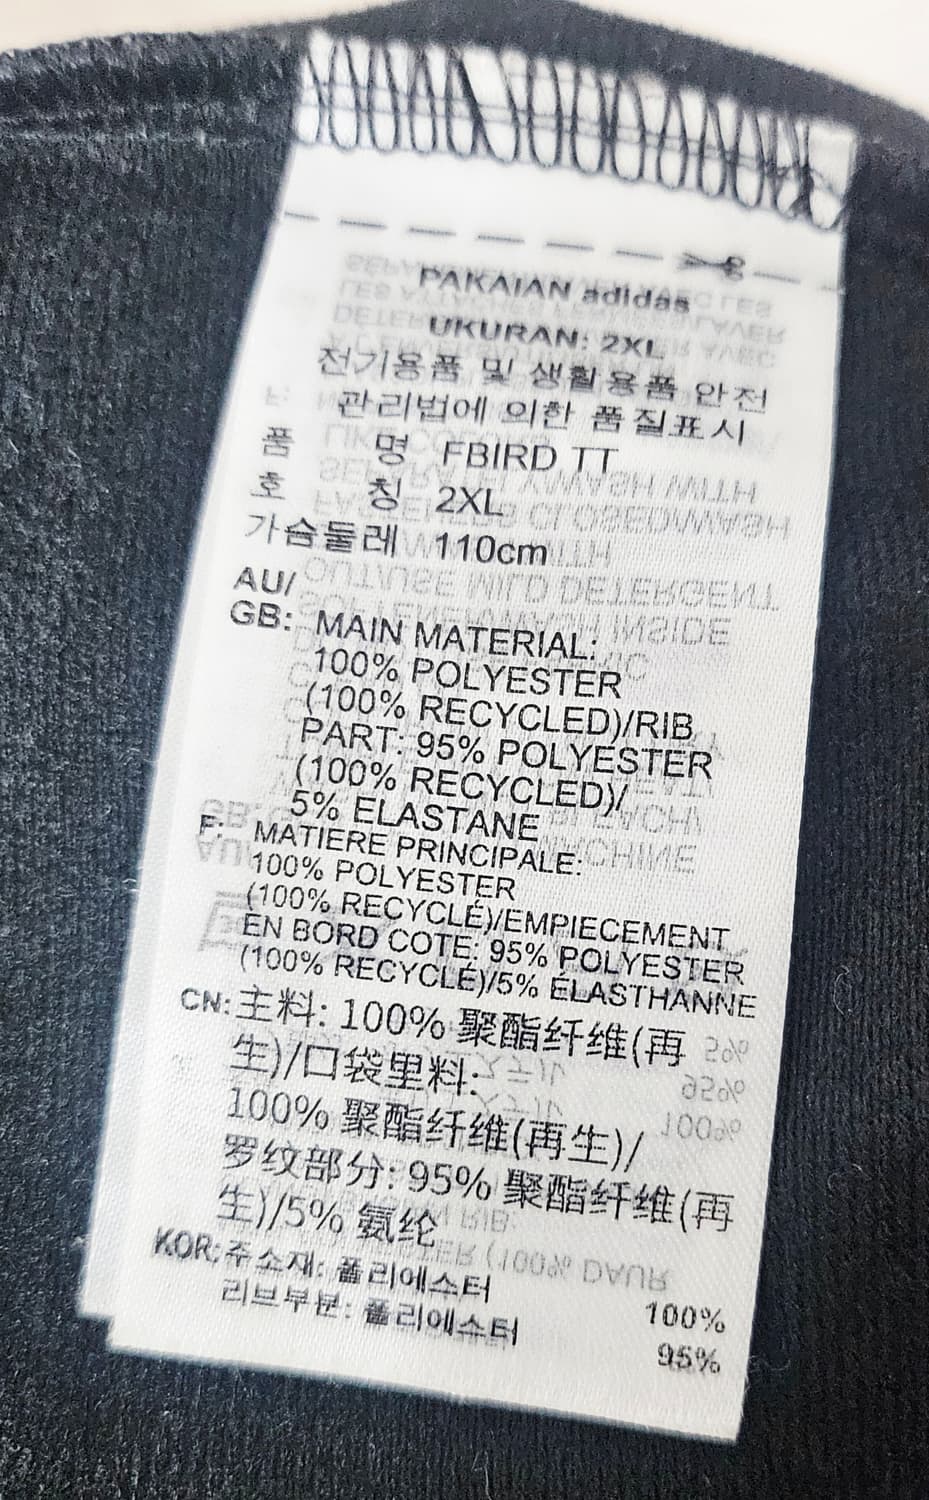 PAKAIAN adidas
UKURAN: 2XL
전기용품 및 생활용품 안전
관리법에 의한 품질표시
품 명 FBIRD TT
호 칭 2XL
가슴둘레 110cm
AU/
GB: MAIN MATERIAL:
100% POLYESTER
(100% RECYCLED)/RIB
PART: 95% POLYESTER
(100% RECYCLED)/
5% ELASTANE
F: MATIERE PRINCIPALE:
100% POLYESTER
(100% RECYCLÉ)/EMPIECEMENT
EN BORD COTE: 95% POLYESTER
(100% RECYCLÉ)/5% ÉLASTHANNE
CN: 主料: 100% 聚酯纤维(再
生)/口袋里料:
100% 聚酯纤维(再生)/
罗纹部分: 95% 聚酯纤维(再
生)/5% 氨纶
KOR: 주소재: 폴리에스터 100%
리브부분: 폴리에스터 95%